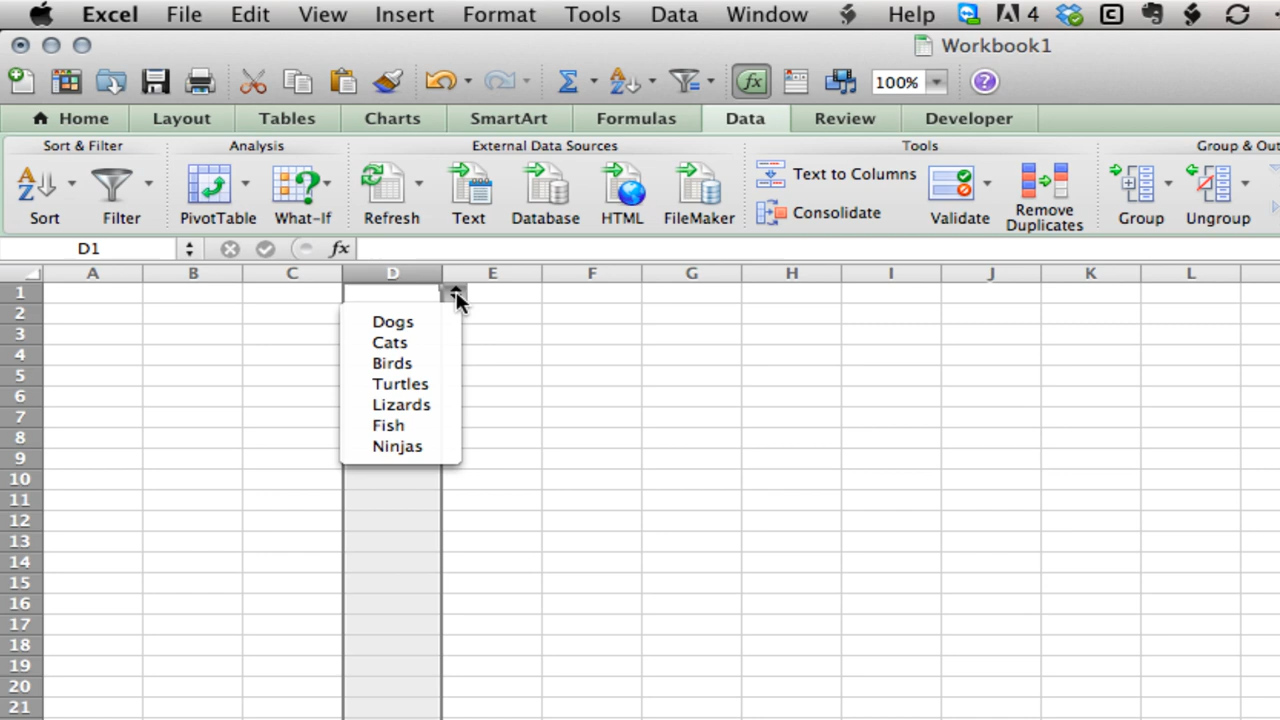 Excel File Edit View Insert Format Tools Data Window Help 4
Workbook1
100%
Home Layout Tables Charts SmartArt Formulas Data Review Developer
Sort & Filter Analysis External Data Sources Tools Group & Out
Sort Filter PivotTable What-If Refresh Text Database HTML FileMaker Text to Columns Consolidate Validate Remove Duplicates Group Ungroup
D1 fx
A B C D E F G H I J K L
1
2
3
4
5
6
7
8
9
10
11
12
13
14
15
16
17
18
19
20
21
Dogs
Cats
Birds
Turtles
Lizards
Fish
Ninjas